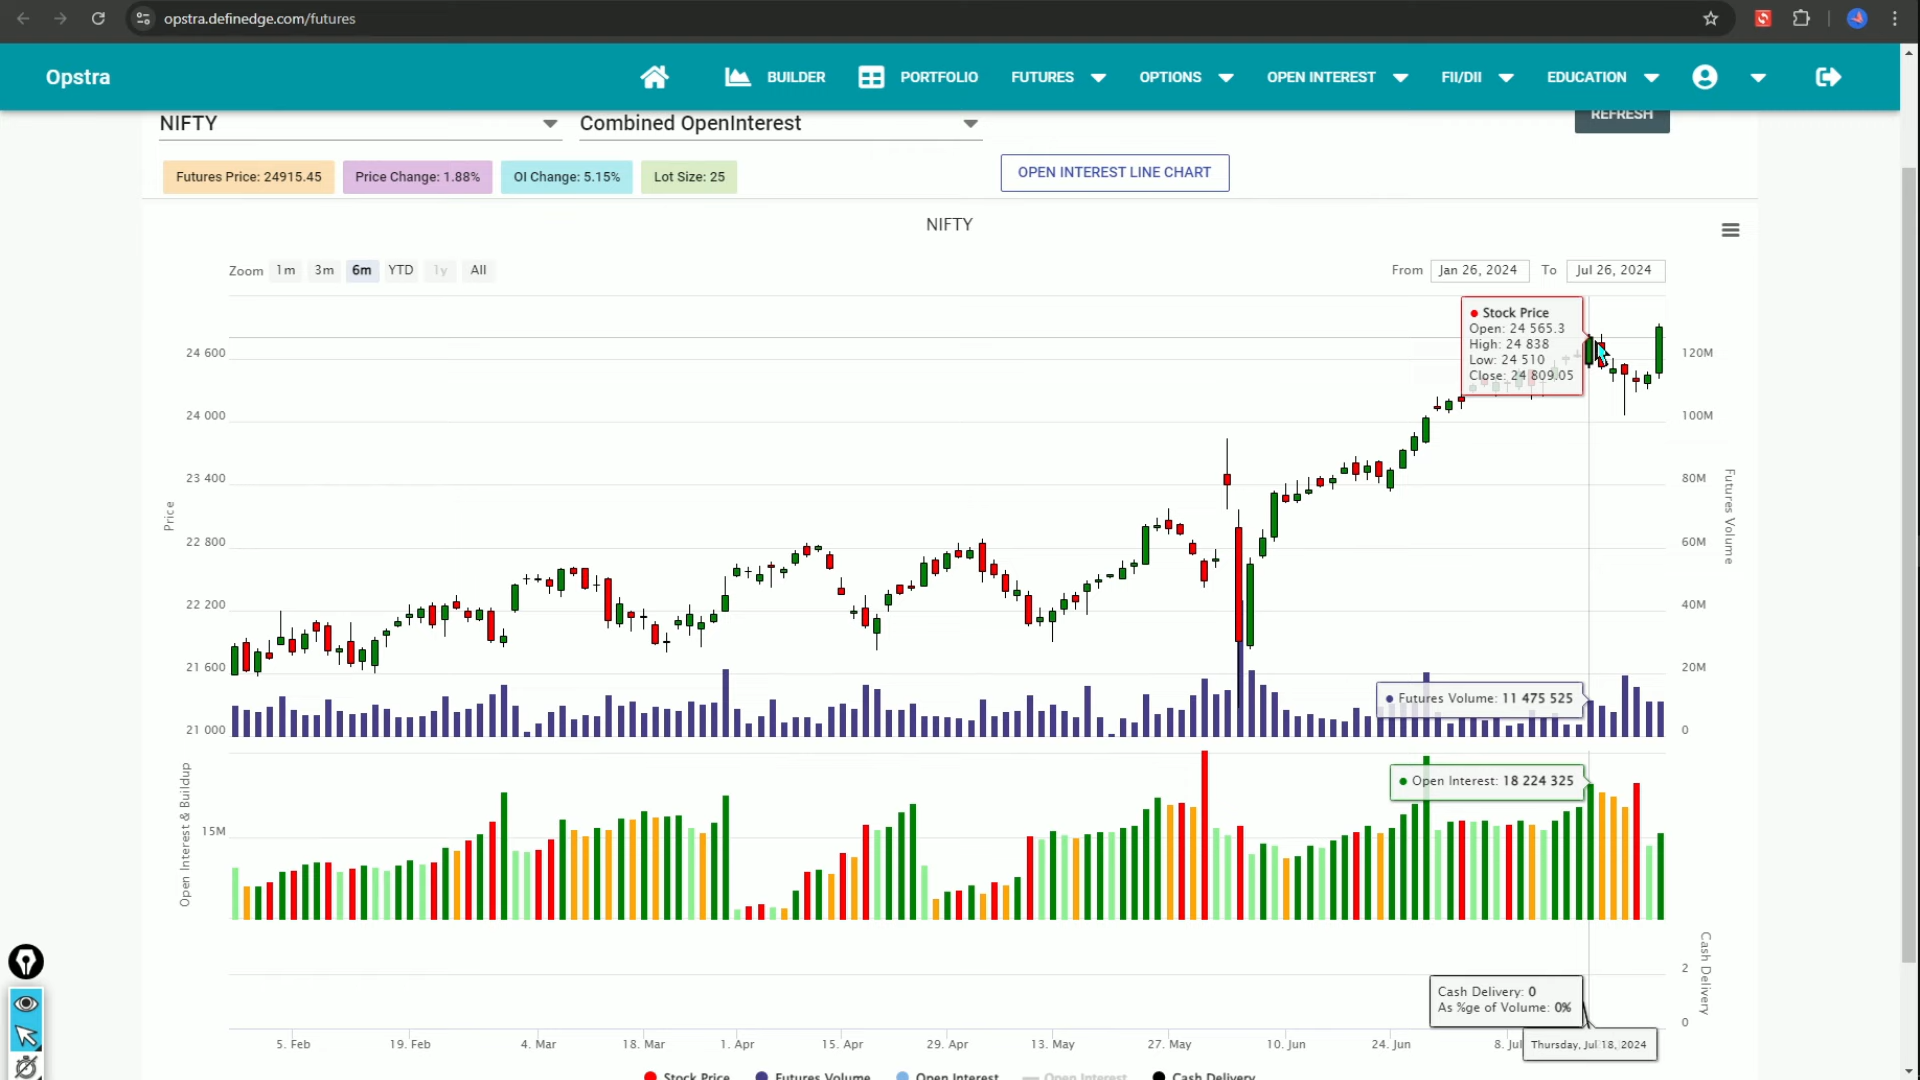 opstra.definedge.com/futures
Opstra
BUILDER
PORTFOLIO
FUTURES
OPTIONS
OPEN INTEREST
FII/DII
EDUCATION
NIFTY
Combined OpenInterest
REFRESH
Futures Price: 24915.45
Price Change: 1.88%
OI Change: 5.15%
Lot Size: 25
OPEN INTEREST LINE CHART
NIFTY
Zoom 1m 3m 6m YTD 1y All
From Jan 26, 2024 To Jul 26, 2024
Stock Price
Open: 24 565.3
High: 24 838
Low: 24 510
Close: 24 809.05
24 600
24 000
23 400
22 800
22 200
21 600
21 000
Price
120M
100M
80M
60M
40M
20M
0
Futures Volume
Futures Volume: 11 475 525
Open Interest: 18 224 325
15M
Open Interest & Buildup
Cash Delivery: 0
As %ge of Volume: 0%
2
0
Cash Delivery
5. Feb 19. Feb 4. Mar 18. Mar 1. Apr 15. Apr 29. Apr 13. May 27. May 10. Jun 24. Jun 8. Jul
Thursday, Jul 18, 2024
Stock Price Futures Volume Open Interest Open Interest Cash Delivery